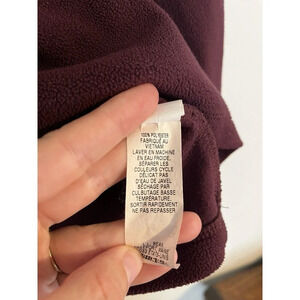 100% POLYESTER
FABRIQUÉ AU
VIETNAM
LAVER EN MACHINE
EN EAU FROIDE,
SÉPARER LES
COULEURS CYCLE
DÉLICAT PAS
D'EAU DE JAVEL
SÉCHAGE PAR
CULBUTAGE BASSE
TEMPÉRATURE,
SORTIR RAPIDEMENT
NE PAS REPASSER